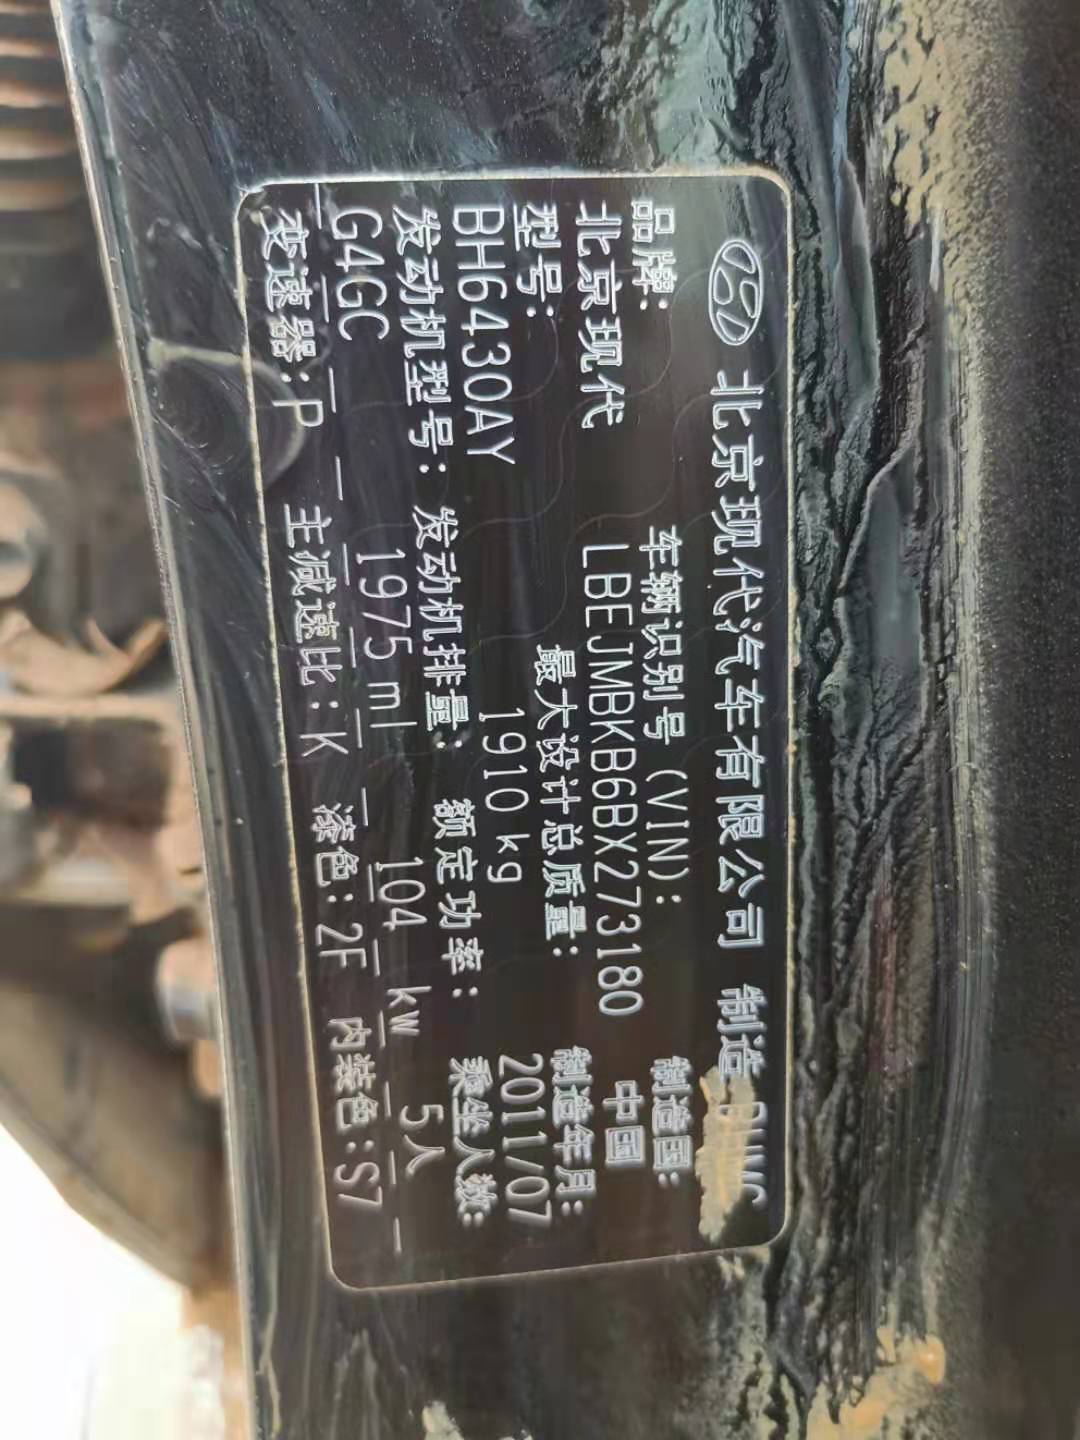 北京现代汽车有限公司 制造 BHMC
品牌: 车辆识别号 (VIN): 制造国:
北京现代 LBEJMBKB6BX273180 中国
型号: 最大设计总质量: 制造年月:
BH6430AY 1910 kg 2011/07
发动机型号: 发动机排量: 额定功率: 乘坐人数:
G4GC 1975 ml 104 kw 5人
变速器:P 主减速比:K 漆色:2F 内装色:S7